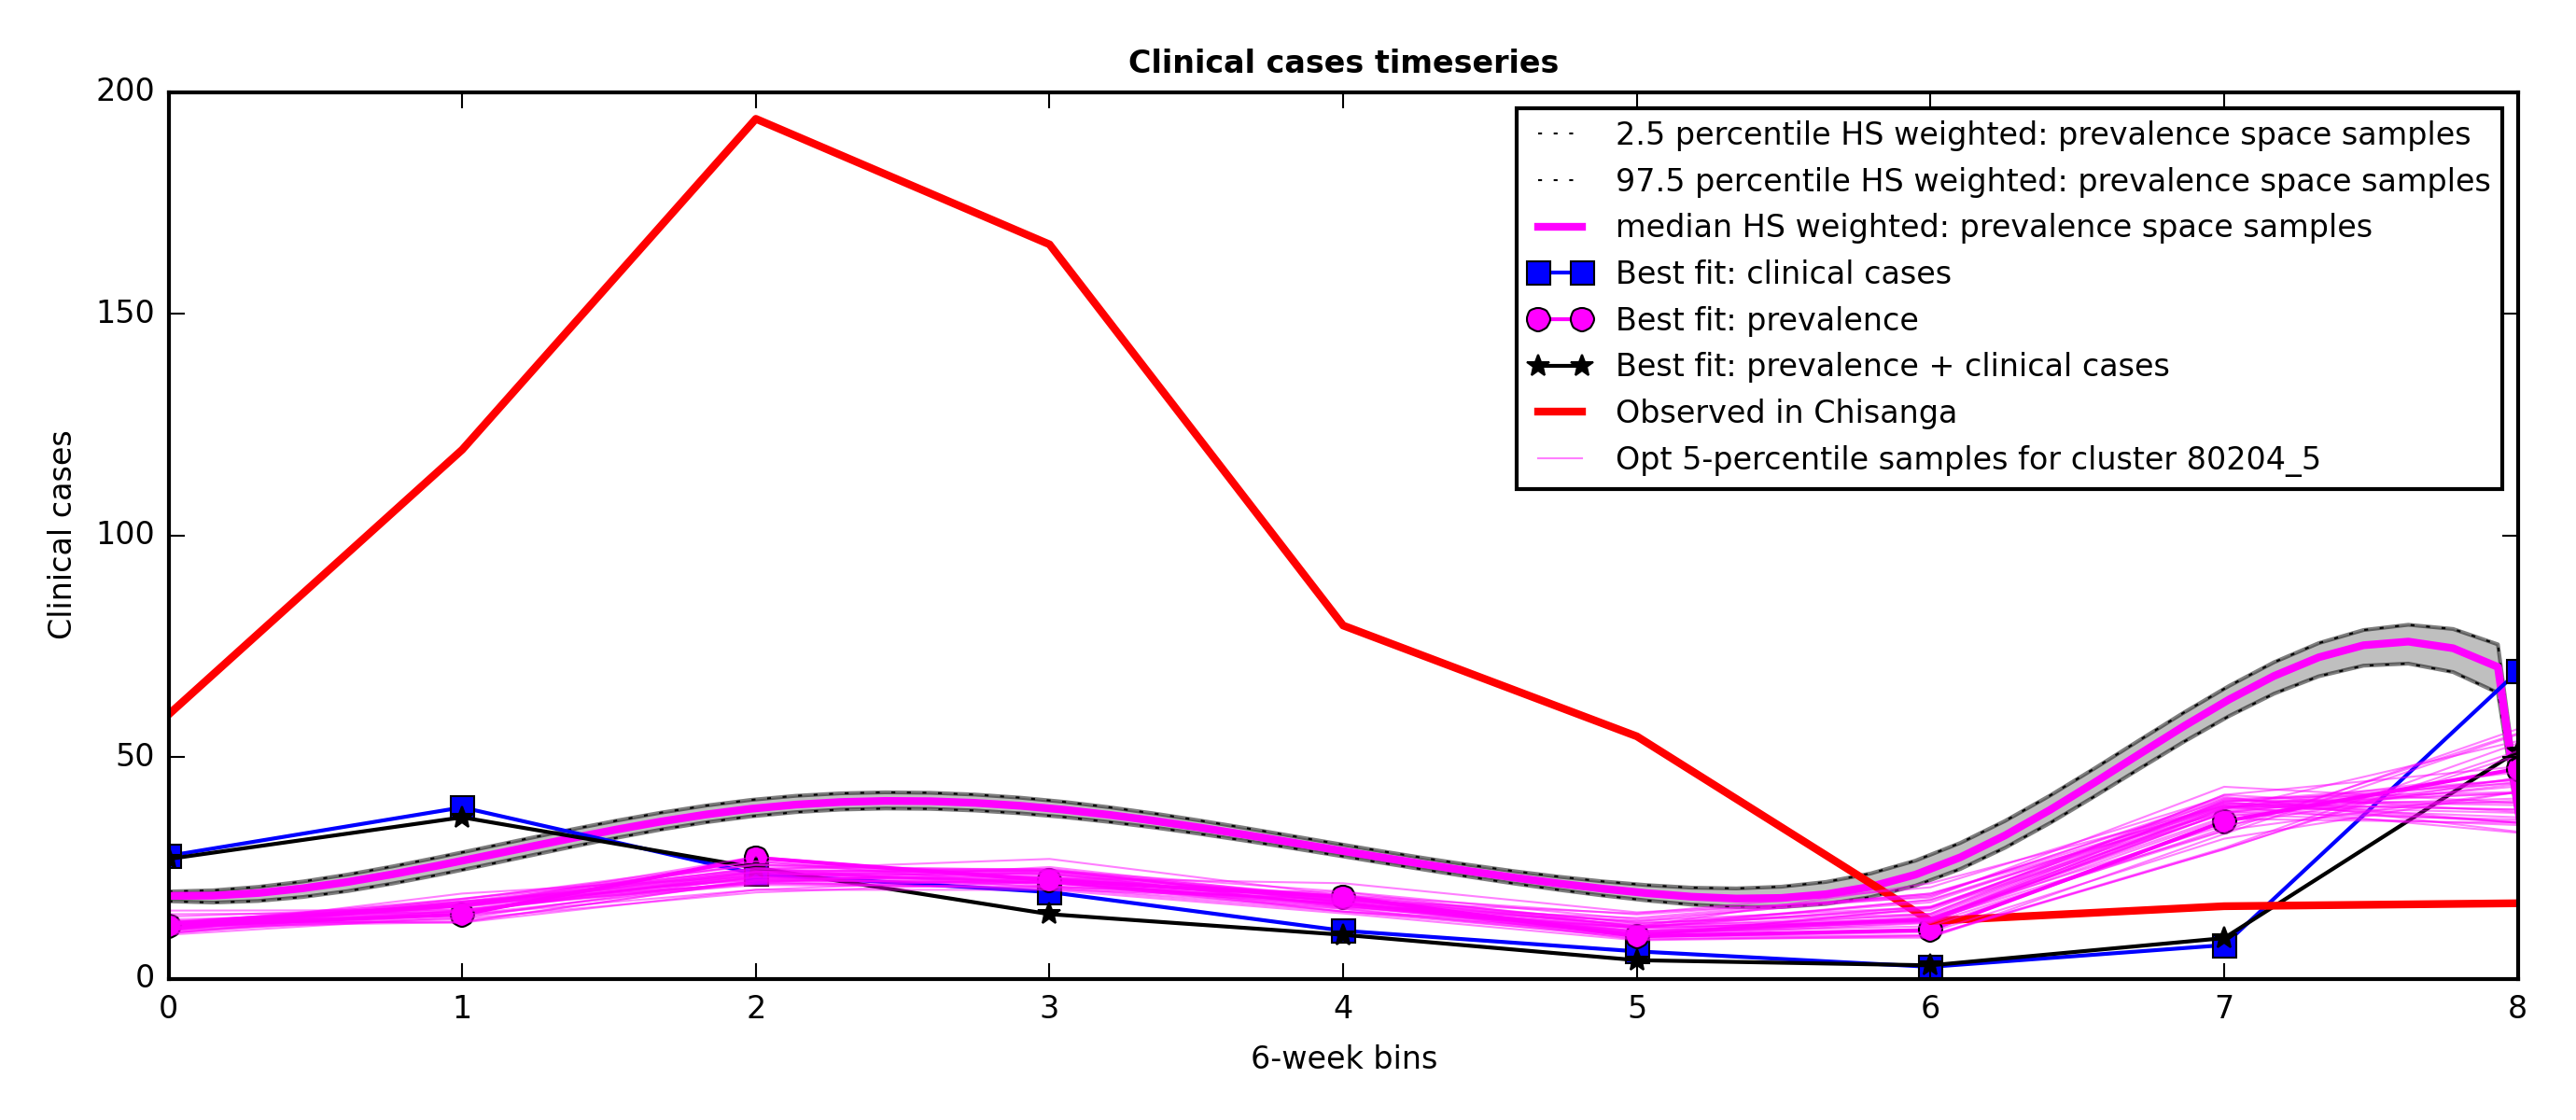 Clinical cases timeseries
200
150
100
50
0
Clinical cases
2.5 percentile HS weighted: prevalence space samples
97.5 percentile HS weighted: prevalence space samples
median HS weighted: prevalence space samples
Best fit: clinical cases
Best fit: prevalence
Best fit: prevalence + clinical cases
Observed in Chisanga
Opt 5-percentile samples for cluster 80204_5
0 1 2 3 4 5 6 7 8
6-week bins